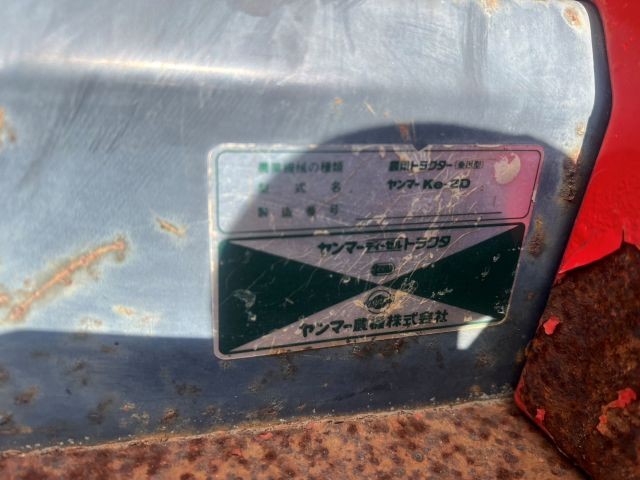 農業機械の種類 農用トラクター(乗用型)
型式名 ヤンマーKe-2D
製造番号
ヤンマーディーゼルトラクタ
ヤンマー農機株式会社